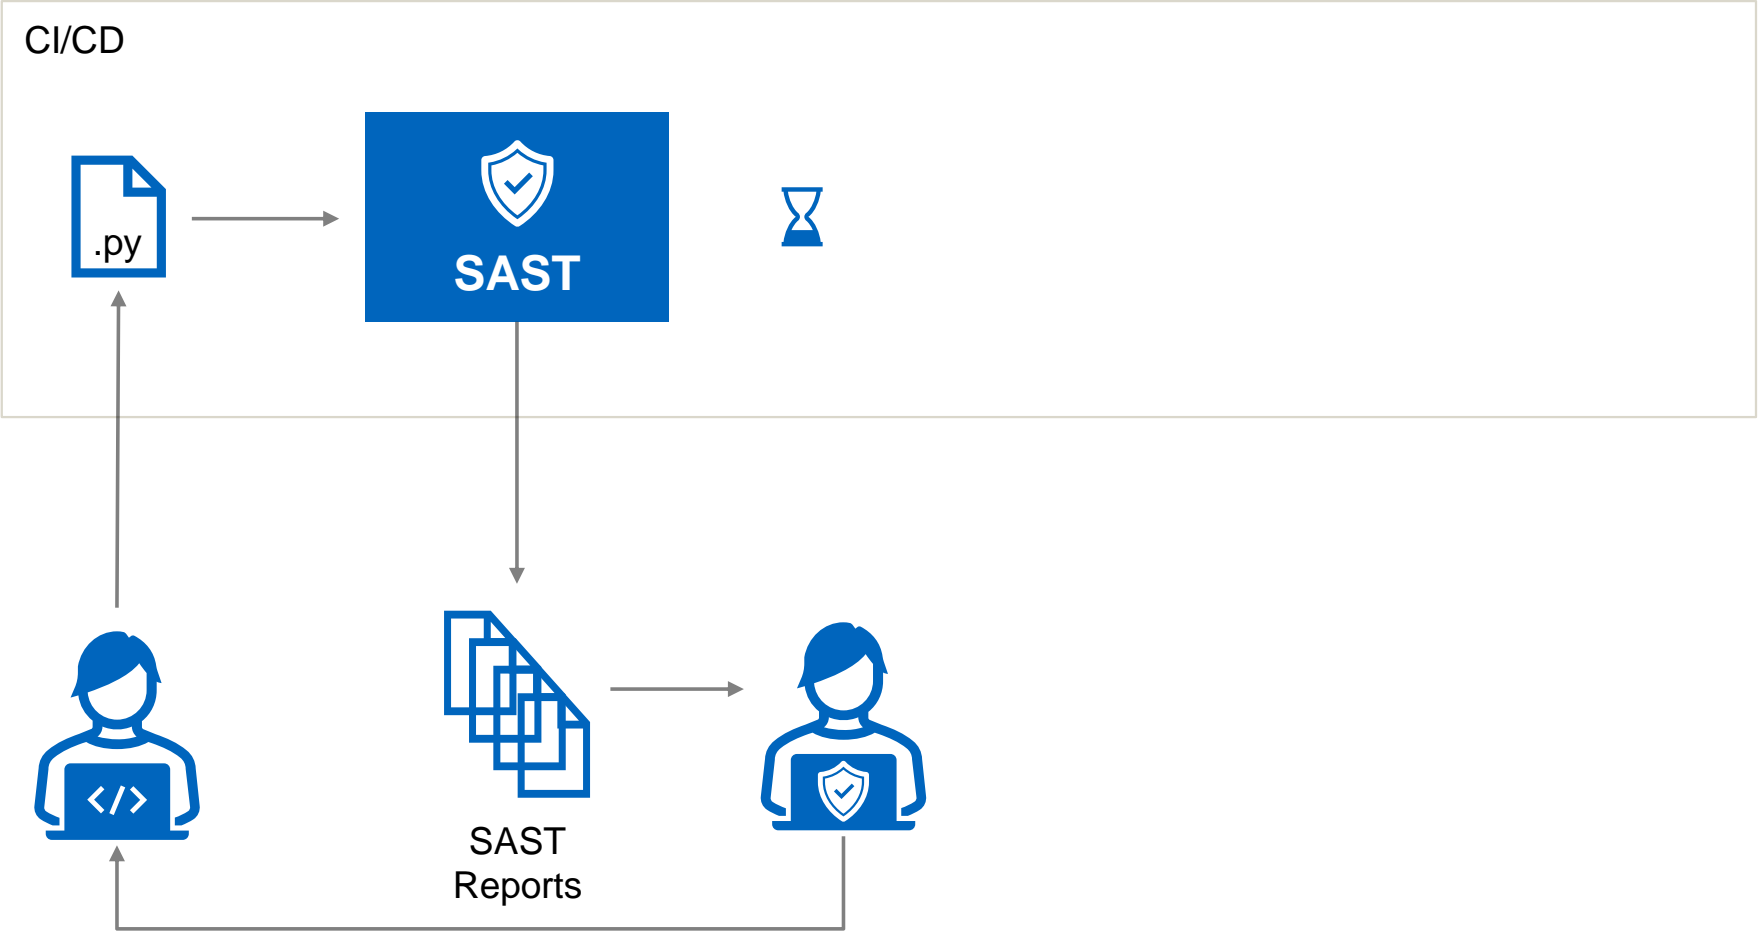 CI/CD
.py
SAST
</>
SAST
Reports